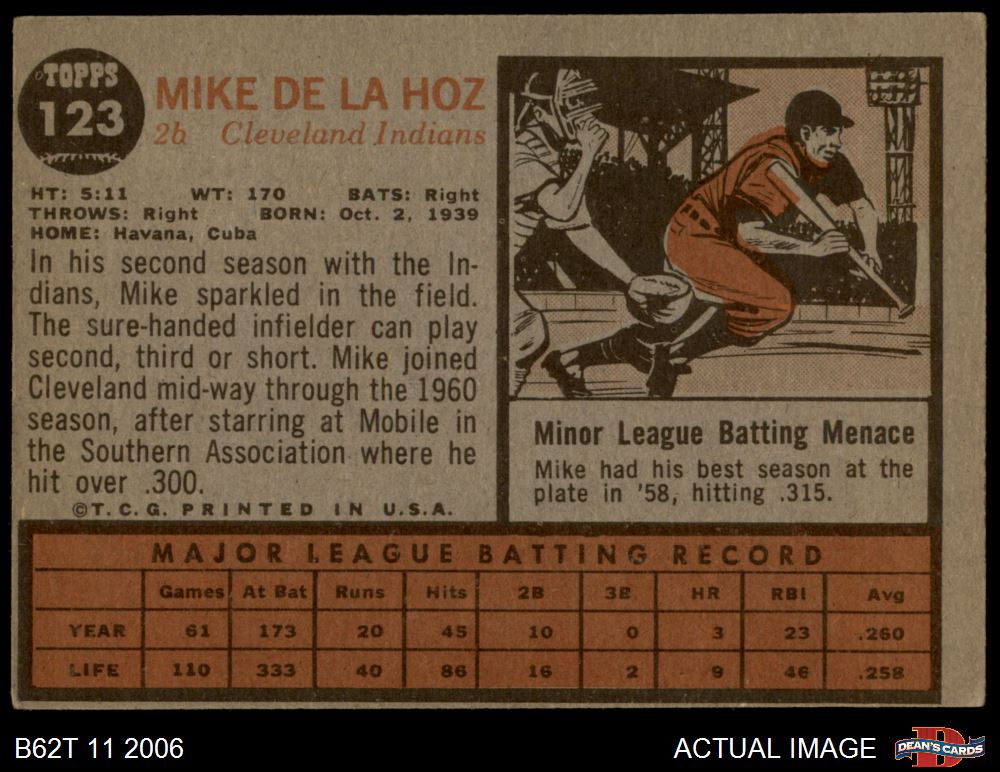 TOPPS
123
MIKE DE LA HOZ
2b Cleveland Indians
HT: 5:11 WT: 170 BATS: Right
THROWS: Right BORN: Oct. 2, 1939
HOME: Havana, Cuba
In his second season with the In-
dians, Mike sparkled in the field.
The sure-handed infielder can play
second, third or short. Mike joined
Cleveland mid-way through the 1960
season, after starring at Mobile in
the Southern Association where he
hit over .300.
©T.C.G. PRINTED IN U.S.A.
Minor League Batting Menace
Mike had his best season at the
plate in '58, hitting .315.
MAJOR LEAGUE BATTING RECORD
Games At Bat Runs Hits 2B 3B HR RBI Avg
YEAR 61 173 20 45 10 0 3 23 .260
LIFE 110 333 40 86 16 2 9 46 .258
B62T 11 2006
ACTUAL IMAGE
DEAN'S CARDS